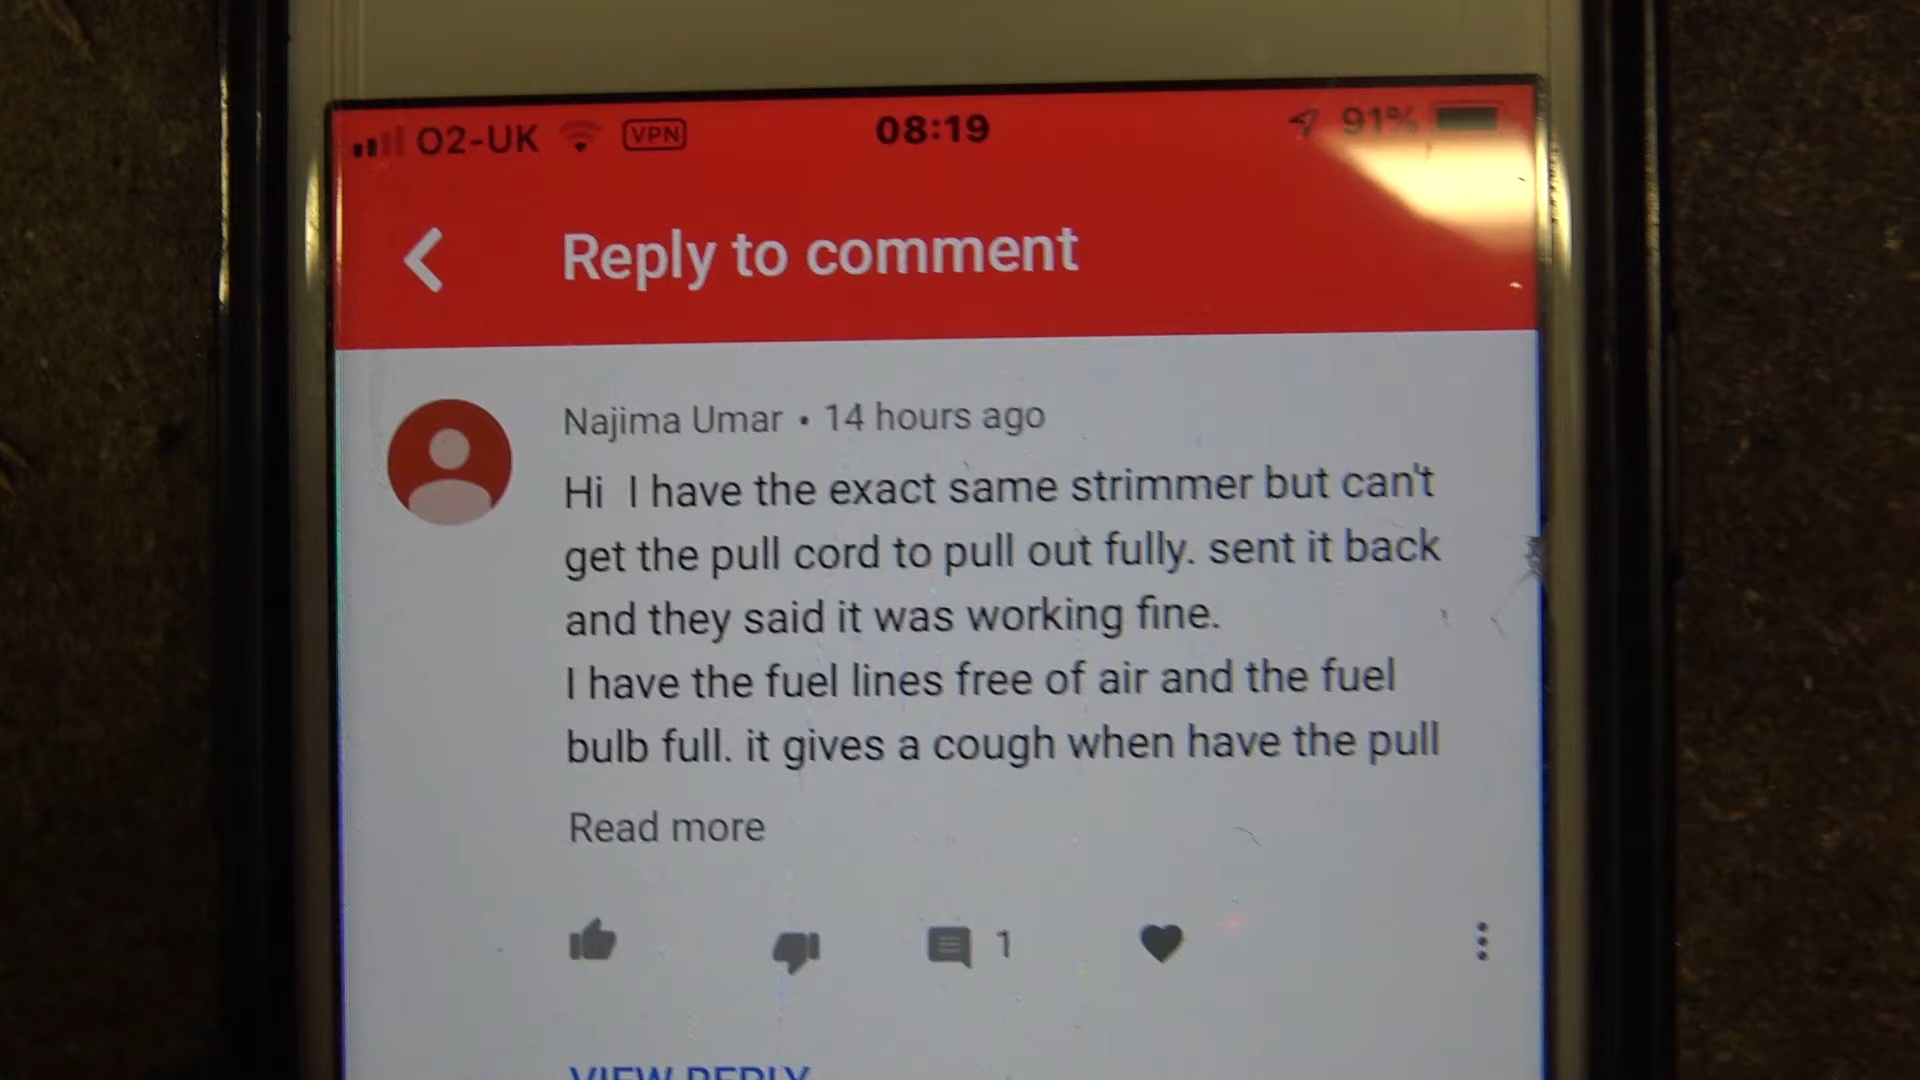 O2-UK VPN 08:19 91%
Reply to comment
Najima Umar • 14 hours ago
Hi I have the exact same strimmer but can't
get the pull cord to pull out fully. sent it back
and they said it was working fine.
I have the fuel lines free of air and the fuel
bulb full. it gives a cough when have the pull
Read more
1
VIEW REPLY